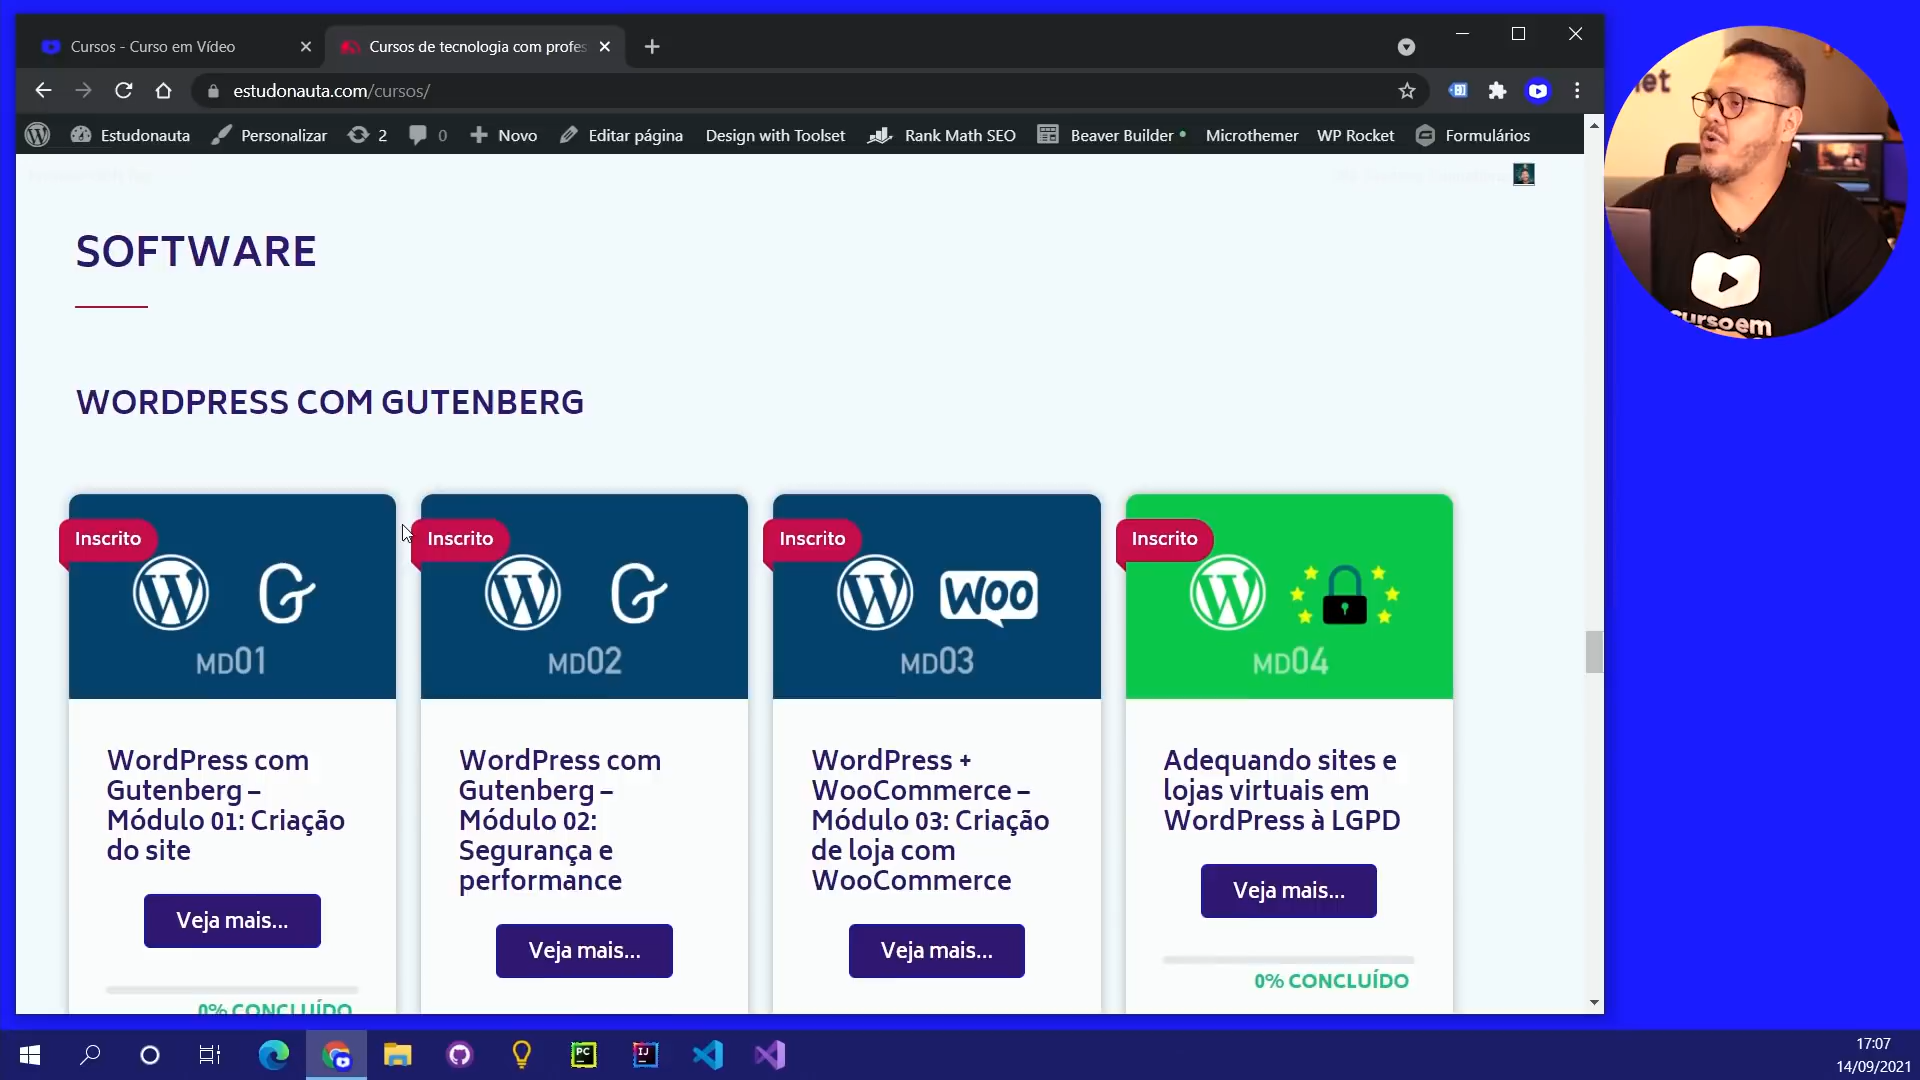 Cursos - Curso em Vídeo
Cursos de tecnologia com profes
estudonauta.com/cursos/
Estudonauta
Personalizar
2
0
Novo
Editar página
Design with Toolset
Rank Math SEO
Beaver Builder
Microthemer
WP Rocket
Formulários
SOFTWARE
WORDPRESS COM GUTENBERG
Inscrito
MD01
WordPress com
Gutenberg –
Módulo 01: Criação
do site
Veja mais...
0% CONCLUÍDO
Inscrito
MD02
WordPress com
Gutenberg –
Módulo 02:
Segurança e
performance
Veja mais...
Inscrito
WOO
MD03
WordPress +
WooCommerce –
Módulo 03: Criação
de loja com
WooCommerce
Veja mais...
Inscrito
MD04
Adequando sites e
lojas virtuais em
WordPress à LGPD
Veja mais...
0% CONCLUÍDO
PC
IJ
17:07
14/09/2021